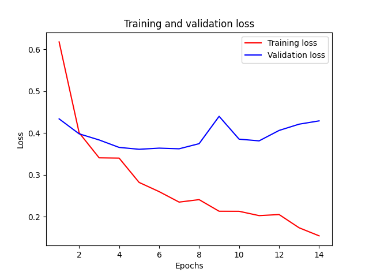 Training and validation loss
Training loss
Validation loss
Loss
0.6
0.5
0.4
0.3
0.2
2 4 6 8 10 12 14
Epochs